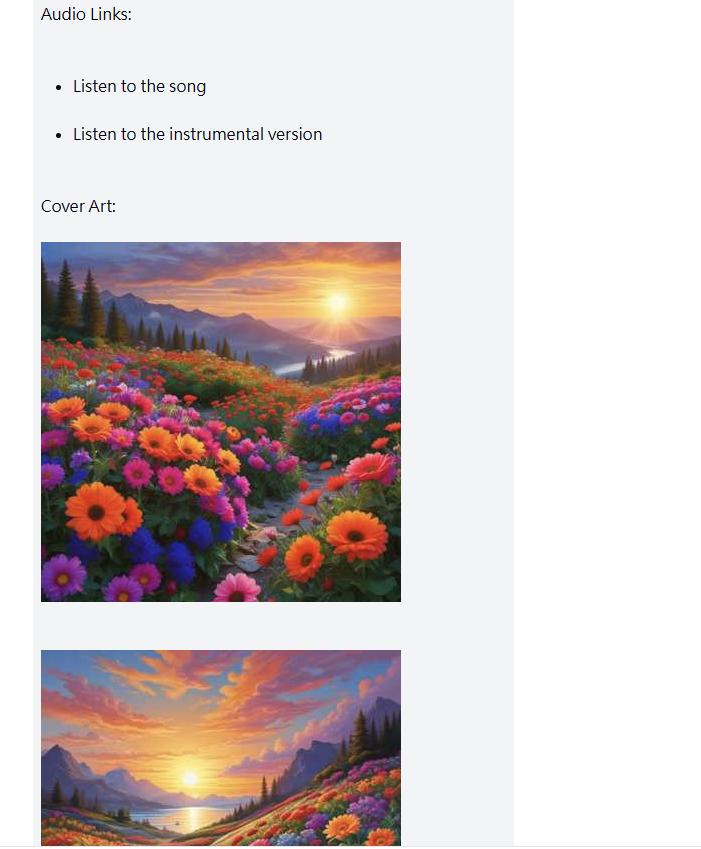 Audio Links:
Listen to the song
Listen to the instrumental version
Cover Art: